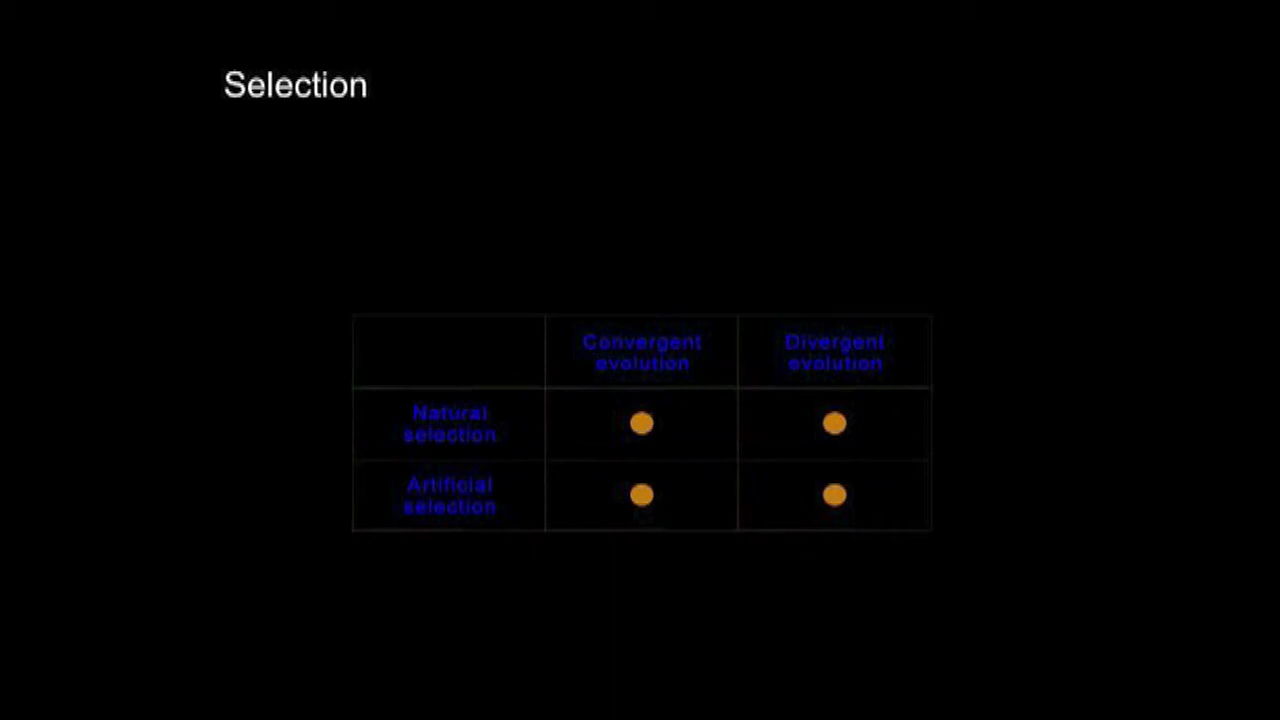 Selection
Convergent
evolution
Divergent
evolution
Natural
selection
Artificial
selection